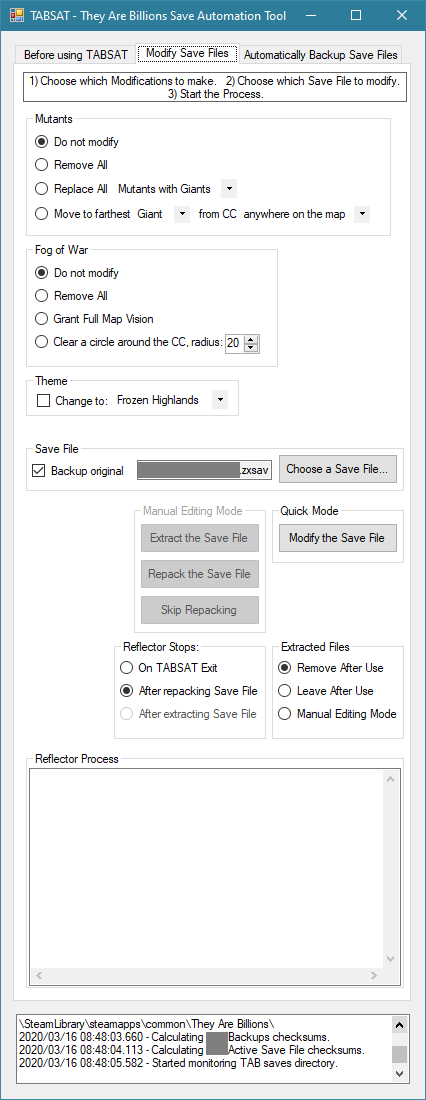 TABSAT - They Are Billions Save Automation Tool
Before using TABSAT Modify Save Files Automatically Backup Save Files
1) Choose which Modifications to make. 2) Choose which Save File to modify.
3) Start the Process.
Mutants
Do not modify
Remove All
Replace All Mutants with Giants
Move to farthest Giant from CC anywhere on the map
Fog of War
Do not modify
Remove All
Grant Full Map Vision
Clear a circle around the CC, radius: 20
Theme
Change to: Frozen Highlands
Save File
Backup original .zxsav Choose a Save File...
Manual Editing Mode Quick Mode
Extract the Save File Modify the Save File
Repack the Save File
Skip Repacking
Reflector Stops: Extracted Files
On TABSAT Exit Remove After Use
After repacking Save File Leave After Use
After extracting Save File Manual Editing Mode
Reflector Process
\SteamLibrary\steamapps\common\They Are Billions\
2020/03/16 08:48:03.660 - Calculating Backups checksums.
2020/03/16 08:48:04.113 - Calculating Active Save File checksums.
2020/03/16 08:48:05.582 - Started monitoring TAB saves directory.